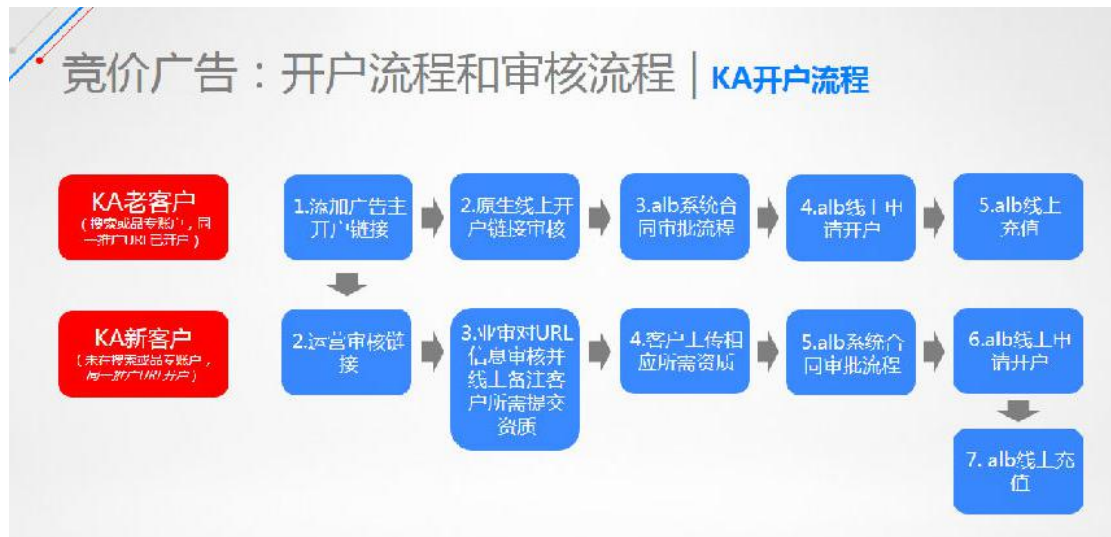 竞价广告：开户流程和审核流程 | KA开户流程
KA老客户
（搜索或品专账户，同
一推广URL已开户）
1.添加广告主
开户链接
2.原生线上开
户链接审核
3.alb系统合
同审批流程
4.alb线上申
请开户
5.alb线上
充值
KA新客户
（未在搜索或品专账户，
同一推广URL开户）
2.运营审核链
接
3.业审对URL
信息审核并
线上备注客
户所需提交
资质
4.客户上传相
应所需资质
5.alb系统合
同审批流程
6.alb线上申
请开户
7. alb线上充
值